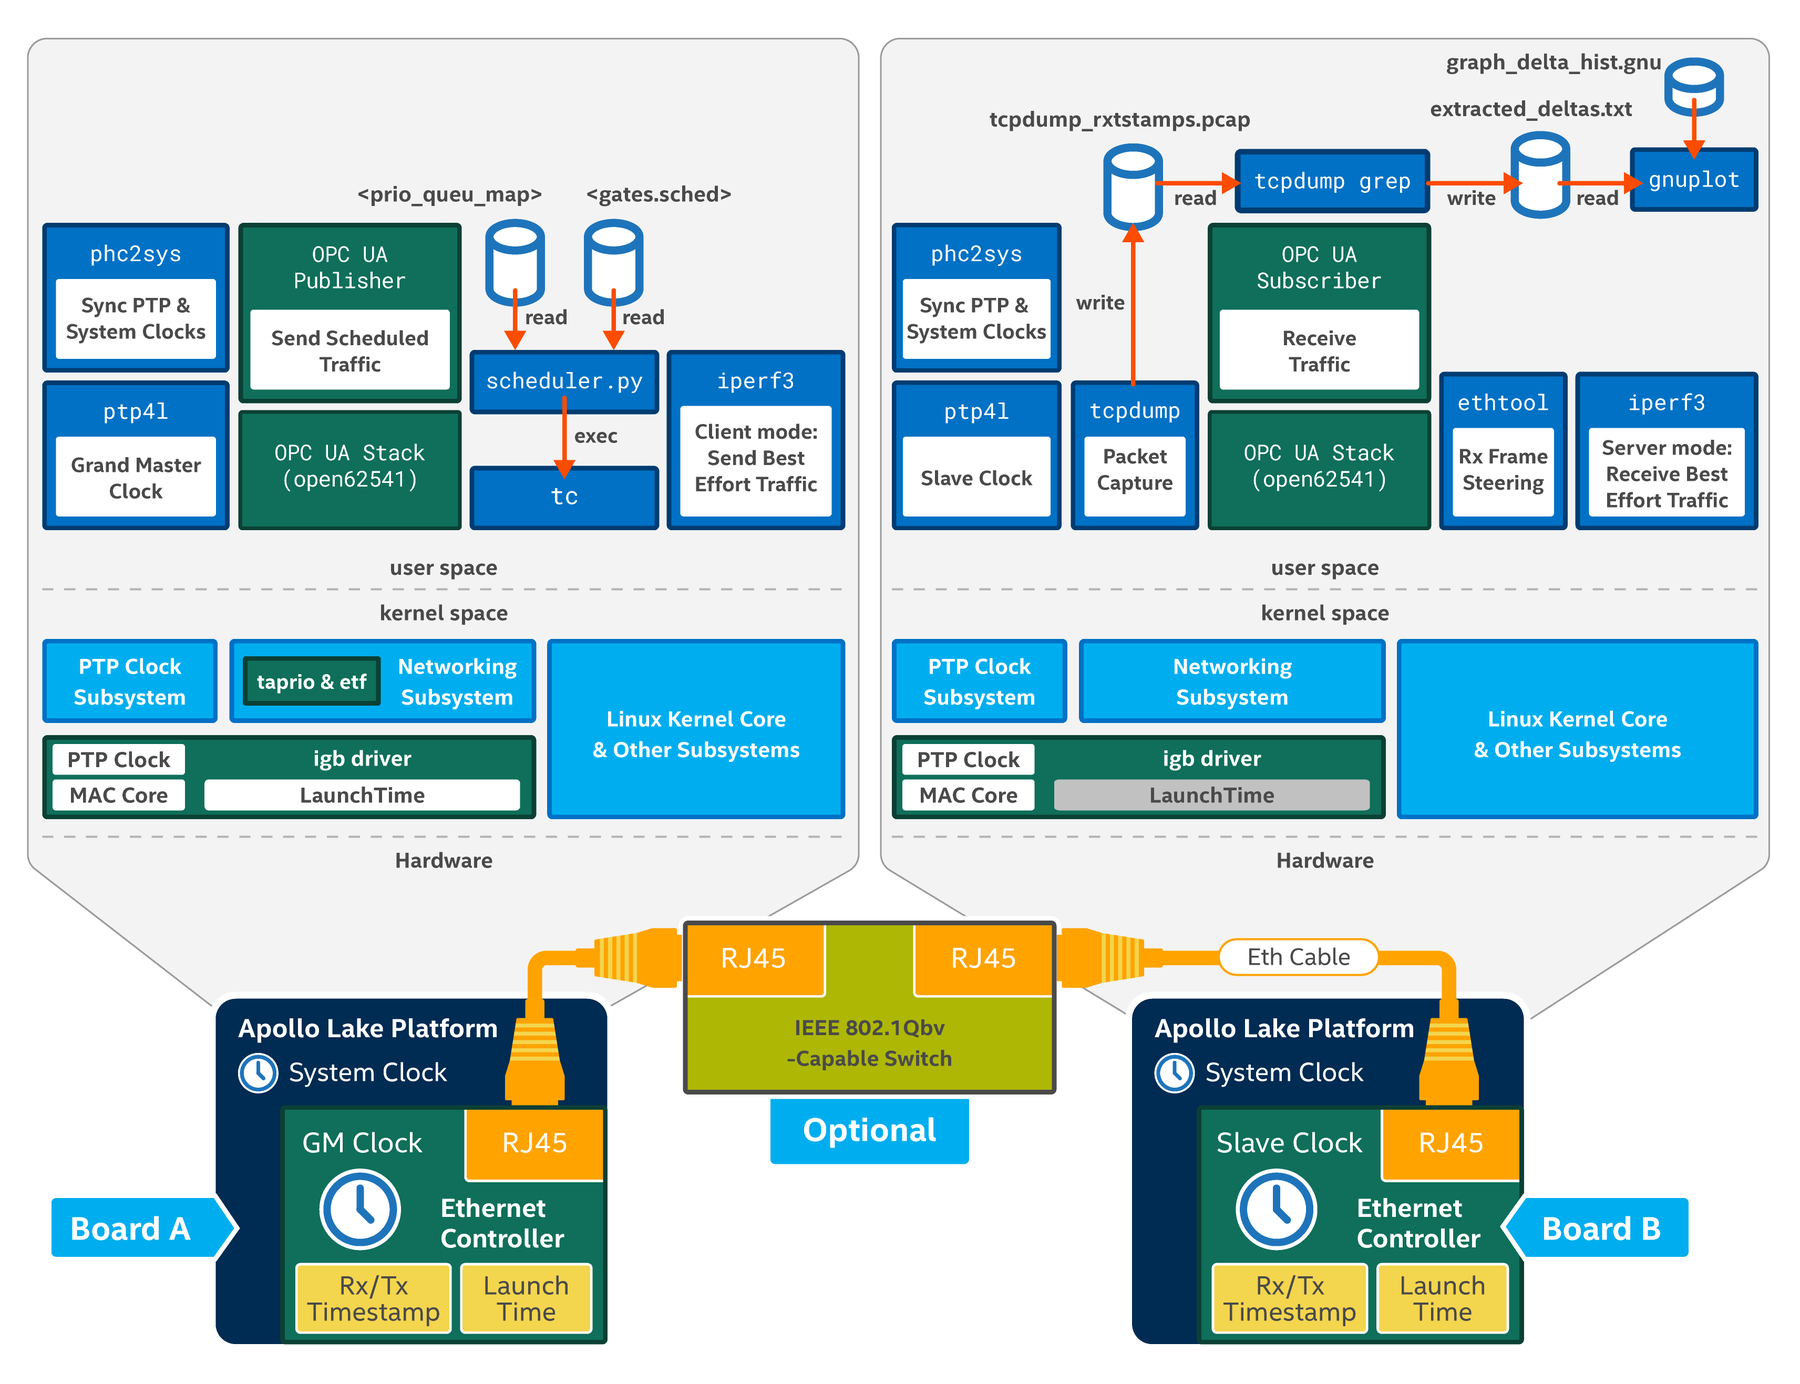 <prio_queu_map>
<gates.sched>
phc2sys
Sync PTP &
System Clocks
OPC UA
Publisher
Send Scheduled
Traffic
read
read
ptp4l
Grand Master
Clock
OPC UA Stack
(open62541)
scheduler.py
exec
tc
iperf3
Client mode:
Send Best
Effort Traffic
user space
kernel space
PTP Clock
Subsystem
taprio & etf
Networking
Subsystem
Linux Kernel Core
& Other Subsystems
PTP Clock
igb driver
MAC Core
LaunchTime
Hardware
graph_delta_hist.gnu
extracted_deltas.txt
tcpdump_rxtstamps.pcap
read
tcpdump grep
write
read
gnuplot
phc2sys
Sync PTP &
System Clocks
write
OPC UA
Subscriber
Receive
Traffic
ptp4l
Slave Clock
tcpdump
Packet
Capture
OPC UA Stack
(open62541)
ethtool
Rx Frame
Steering
iperf3
Server mode:
Receive Best
Effort Traffic
user space
kernel space
PTP Clock
Subsystem
Networking
Subsystem
Linux Kernel Core
& Other Subsystems
PTP Clock
igb driver
MAC Core
LaunchTime
Hardware
RJ45
RJ45
IEEE 802.1Qbv
-Capable Switch
Optional
Eth Cable
Apollo Lake Platform
System Clock
GM Clock
RJ45
Ethernet
Controller
Rx/Tx
Timestamp
Launch
Time
Board A
Apollo Lake Platform
System Clock
Slave Clock
RJ45
Ethernet
Controller
Rx/Tx
Timestamp
Launch
Time
Board B